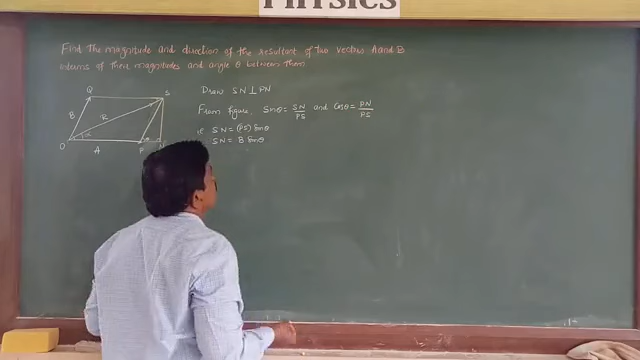 Physics
Find the magnitude and direction of the resultant of two vectors A and B
interms of their magnitudes and angle θ between them
Q
S
B
R
O
A
P
N
Draw SN ⊥ PN
From figure, Sinθ = SN/PS and Cosθ = PN/PS
ie SN = (PS) Sinθ
SN = B Sinθ